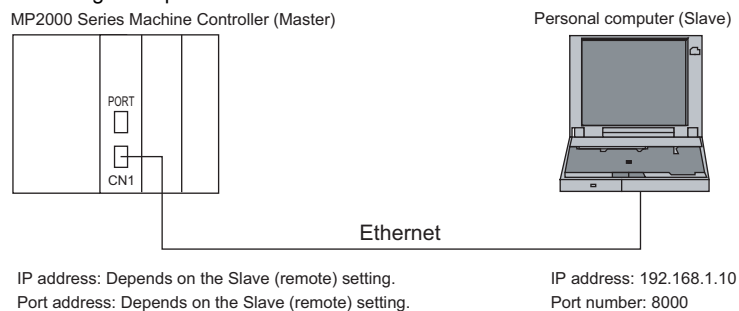 MP2000 Series Machine Controller (Master)
Personal computer (Slave)
PORT
CN1
Ethernet
IP address: Depends on the Slave (remote) setting.
Port address: Depends on the Slave (remote) setting.
IP address: 192.168.1.10
Port number: 8000